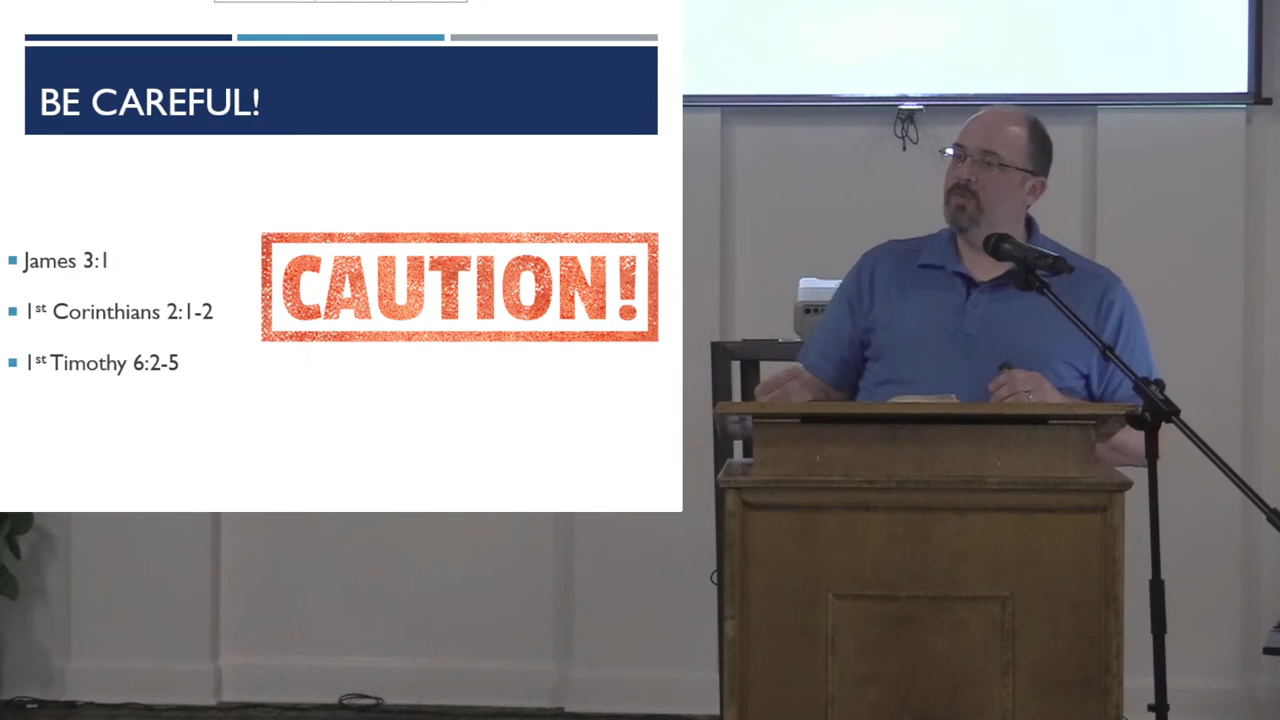 BE CAREFUL!
James 3:1
CAUTION!
1st Corinthians 2:1-2
1st Timothy 6:2-5